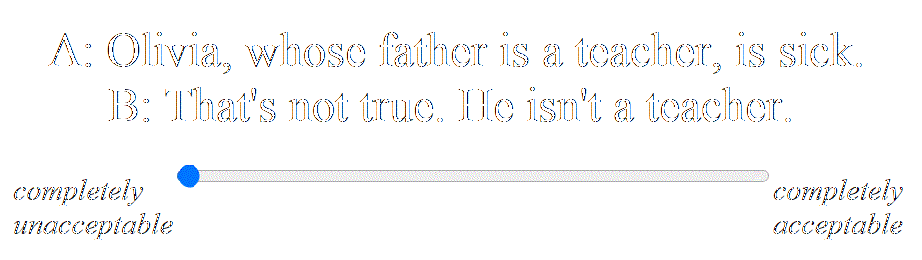 A: Olivia, whose father is a teacher, is sick.
B: That's not true. He isn't a teacher.
completely unacceptable
completely acceptable